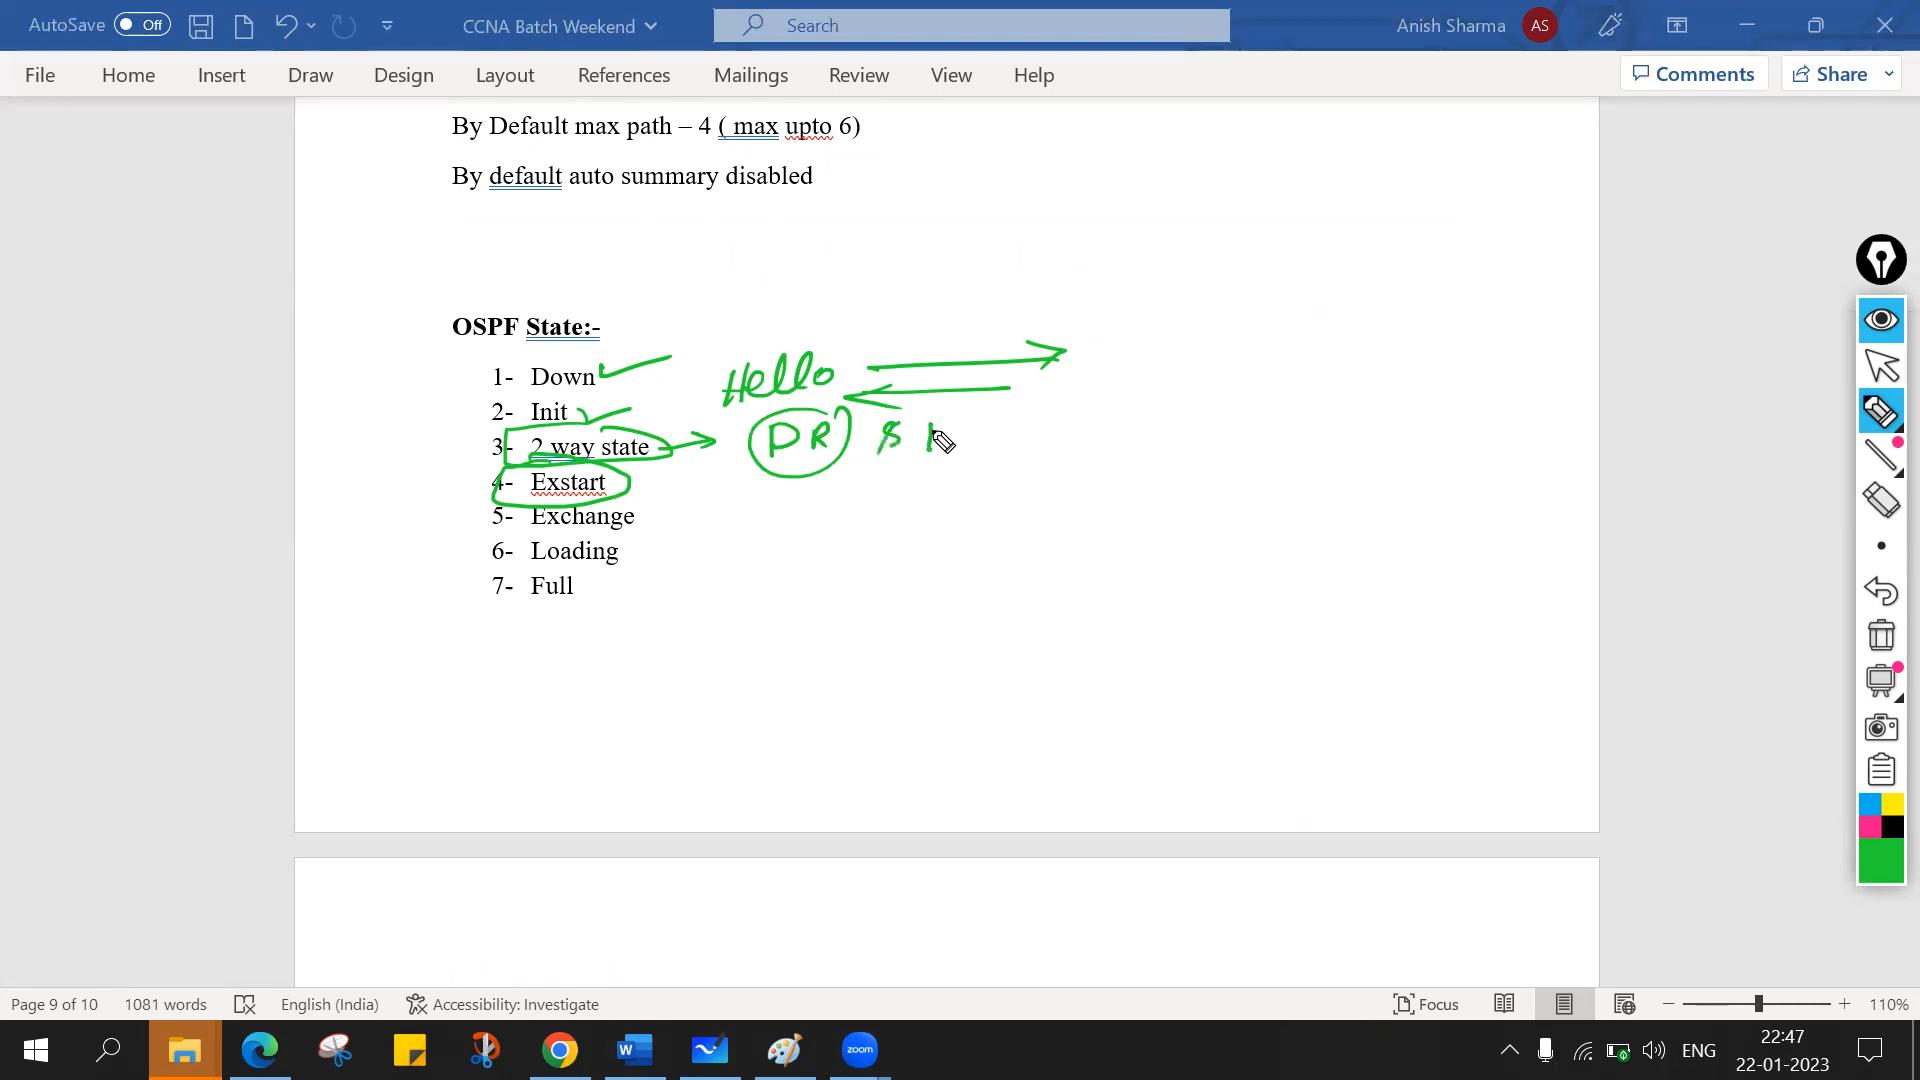 AutoSave Off CCNA Batch Weekend Search Anish Sharma AS
File Home Insert Draw Design Layout References Mailings Review View Help Comments Share
By Default max path – 4 ( max upto 6)
By default auto summary disabled
OSPF State:-
1- Down
Hello
2- Init
3- 2 way state
DR
4- Exstart
5- Exchange
6- Loading
7- Full
Page 9 of 10 1081 words English (India) Accessibility: Investigate Focus 110%
zoom ENG 22:47
22-01-2023